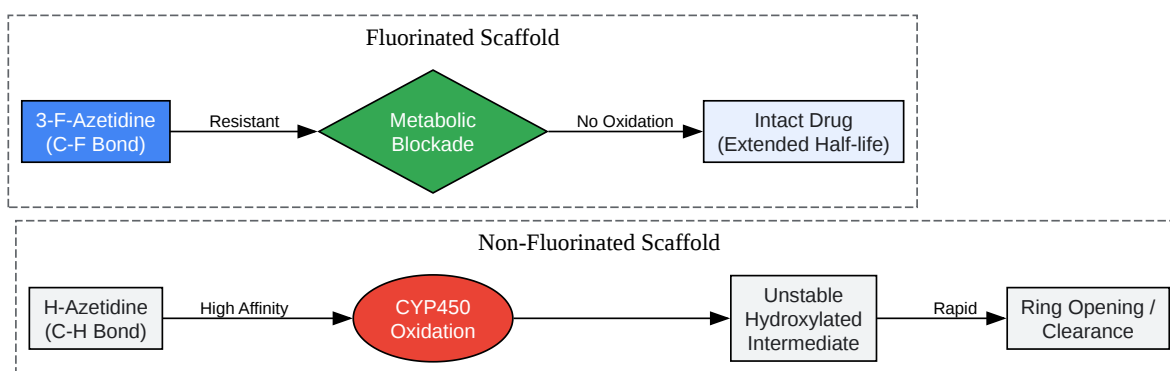 Fluorinated Scaffold
3-F-Azetidine
(C-F Bond)
Resistant
Metabolic
Blockade
No Oxidation
Intact Drug
(Extended Half-life)
Non-Fluorinated Scaffold
H-Azetidine
(C-H Bond)
High Affinity
CYP450
Oxidation
Unstable
Hydroxylated
Intermediate
Rapid
Ring Opening /
Clearance